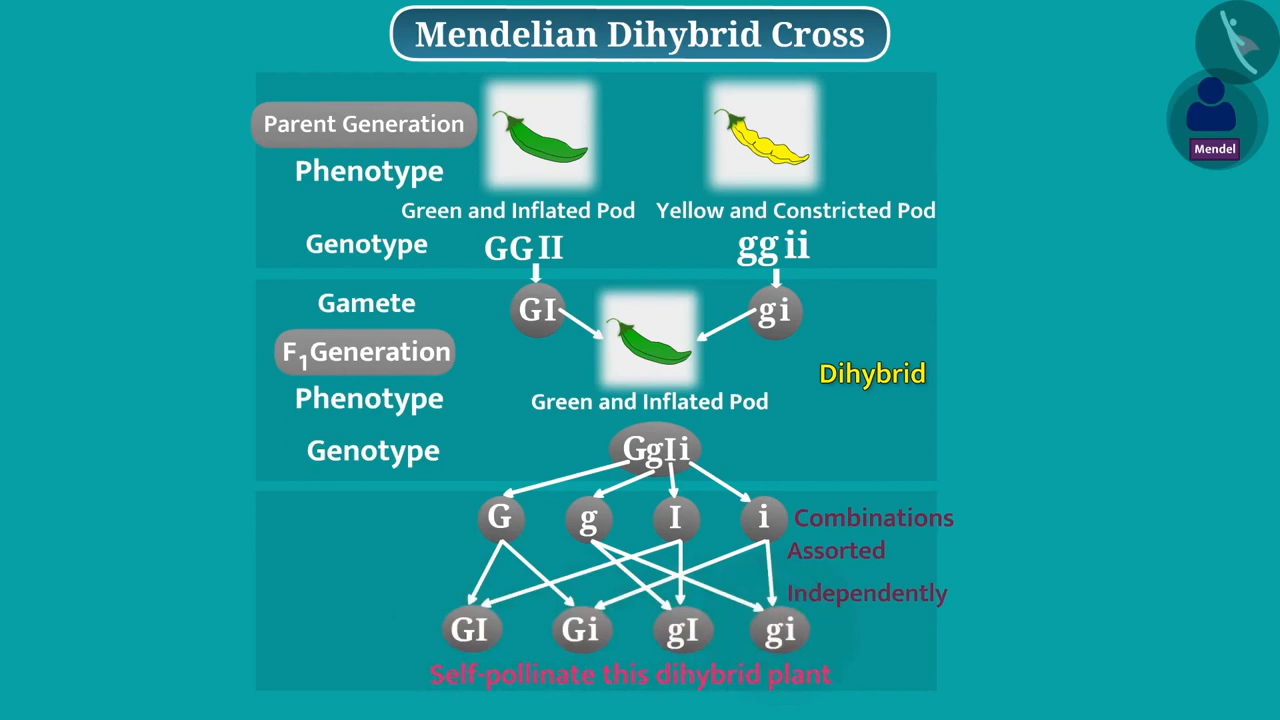 Mendelian Dihybrid Cross
Mendel
Parent Generation
Phenotype
Green and Inflated Pod Yellow and Constricted Pod
Genotype GG II gg ii
Gamete GI gi
F1 Generation
Dihybrid
Phenotype Green and Inflated Pod
Genotype GgIi
G g I i Combinations
Assorted
Independently
GI Gi gI gi
Self-pollinate this dihybrid plant